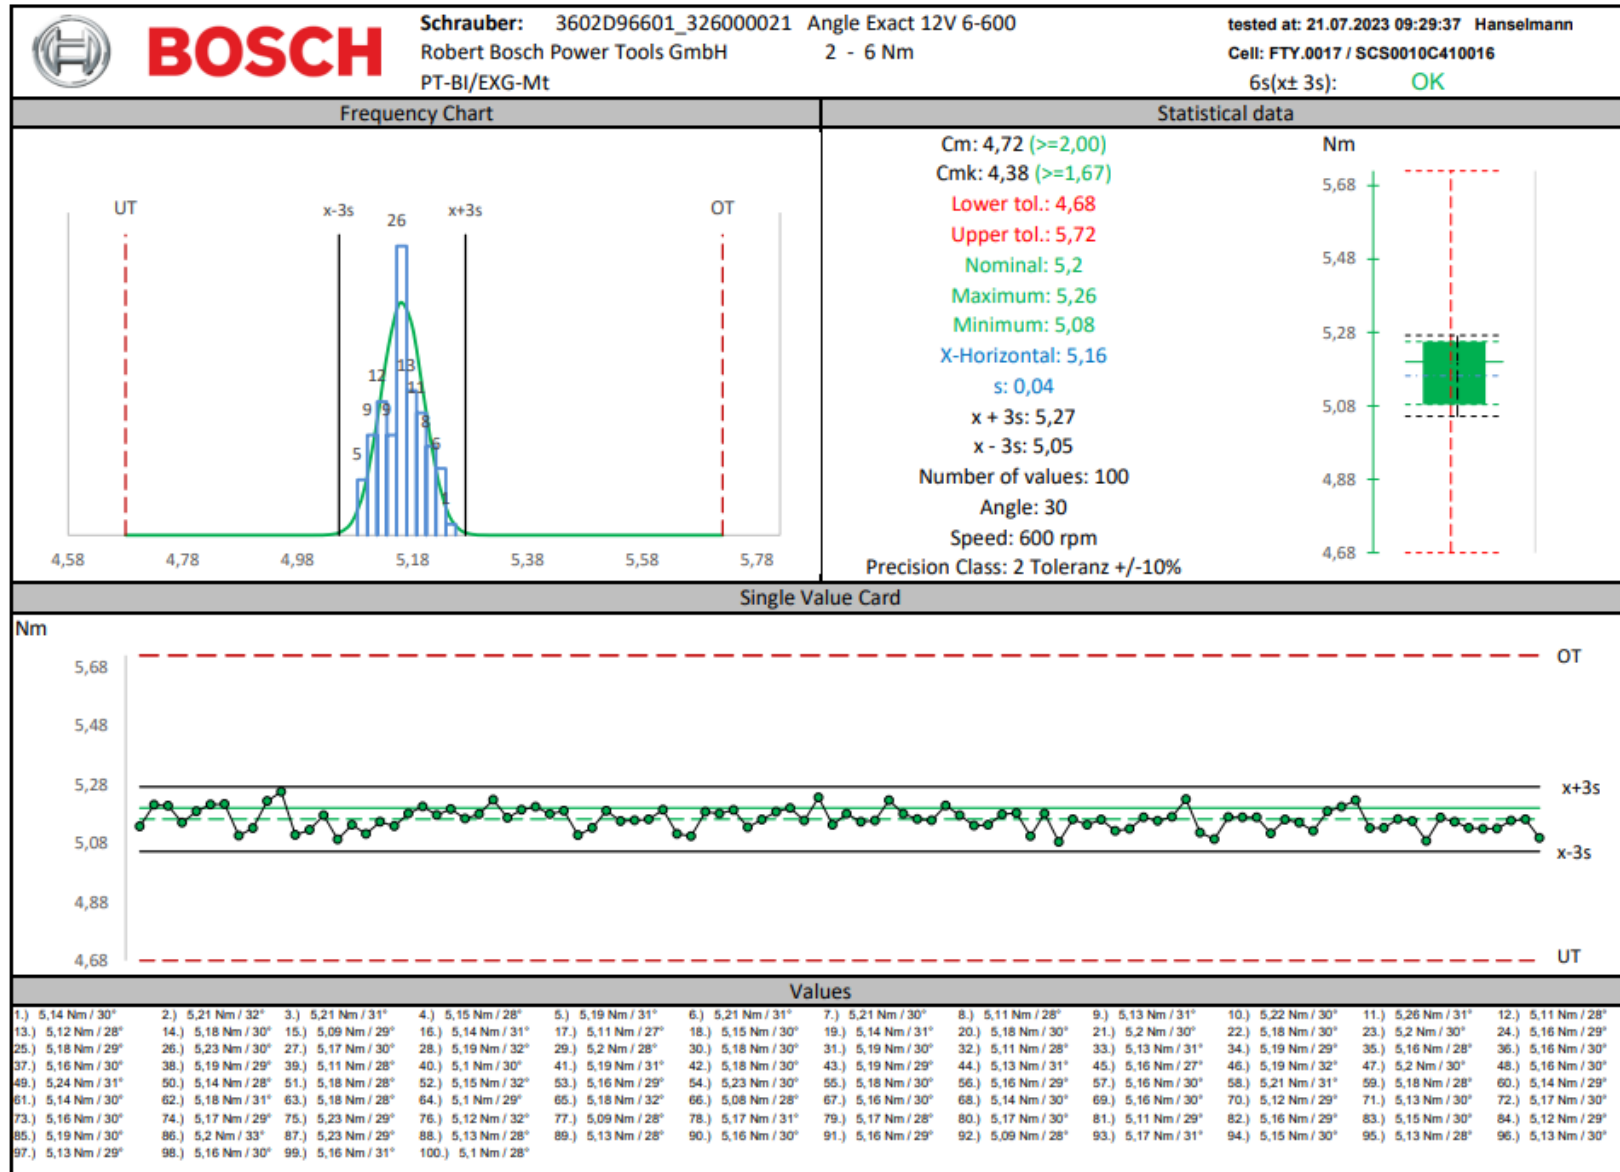 BOSCH
Schrauber: 3602D96601_326000021 Angle Exact 12V 6-600
Robert Bosch Power Tools GmbH 2 - 6 Nm
PT-BI/EXG-Mt
tested at: 21.07.2023 09:29:37 Hanselmann
Cell: FTY.0017 / SCS0010C410016
6s(x± 3s): OK
Frequency Chart
UT x-3s x+3s OT
26
13
12
11
9 9
8
6
5
1
4,58 4,78 4,98 5,18 5,38 5,58 5,78
Statistical data
Cm: 4,72 (>=2,00)
Cmk: 4,38 (>=1,67)
Lower tol.: 4,68
Upper tol.: 5,72
Nominal: 5,2
Maximum: 5,26
Minimum: 5,08
X-Horizontal: 5,16
s: 0,04
x + 3s: 5,27
x - 3s: 5,05
Number of values: 100
Angle: 30
Speed: 600 rpm
Precision Class: 2 Toleranz +/-10%
Nm
5,68
5,48
5,28
5,08
4,88
4,68
Single Value Card
Nm
5,68
5,48
5,28
5,08
4,88
4,68
OT
x+3s
x-3s
UT
Values
1.) 5,14 Nm / 30° 2.) 5,21 Nm / 32° 3.) 5,21 Nm / 31° 4.) 5,15 Nm / 28° 5.) 5,19 Nm / 31° 6.) 5,21 Nm / 31° 7.) 5,21 Nm / 30° 8.) 5,11 Nm / 28° 9.) 5,13 Nm / 31° 10.) 5,22 Nm / 30° 11.) 5,26 Nm / 31° 12.) 5,11 Nm / 28°
13.) 5,12 Nm / 28° 14.) 5,18 Nm / 30° 15.) 5,09 Nm / 29° 16.) 5,14 Nm / 31° 17.) 5,11 Nm / 27° 18.) 5,15 Nm / 30° 19.) 5,14 Nm / 31° 20.) 5,18 Nm / 30° 21.) 5,2 Nm / 30° 22.) 5,18 Nm / 30° 23.) 5,2 Nm / 30° 24.) 5,16 Nm / 29°
25.) 5,18 Nm / 29° 26.) 5,23 Nm / 30° 27.) 5,17 Nm / 30° 28.) 5,19 Nm / 32° 29.) 5,2 Nm / 28° 30.) 5,18 Nm / 30° 31.) 5,19 Nm / 30° 32.) 5,11 Nm / 28° 33.) 5,13 Nm / 31° 34.) 5,19 Nm / 29° 35.) 5,16 Nm / 28° 36.) 5,16 Nm / 30°
37.) 5,16 Nm / 30° 38.) 5,19 Nm / 29° 39.) 5,11 Nm / 28° 40.) 5,1 Nm / 30° 41.) 5,19 Nm / 31° 42.) 5,18 Nm / 30° 43.) 5,19 Nm / 29° 44.) 5,13 Nm / 31° 45.) 5,16 Nm / 27° 46.) 5,19 Nm / 32° 47.) 5,2 Nm / 30° 48.) 5,16 Nm / 30°
49.) 5,24 Nm / 31° 50.) 5,14 Nm / 28° 51.) 5,18 Nm / 28° 52.) 5,15 Nm / 32° 53.) 5,16 Nm / 29° 54.) 5,23 Nm / 30° 55.) 5,18 Nm / 30° 56.) 5,16 Nm / 29° 57.) 5,16 Nm / 30° 58.) 5,21 Nm / 31° 59.) 5,18 Nm / 28° 60.) 5,14 Nm / 29°
61.) 5,14 Nm / 30° 62.) 5,18 Nm / 31° 63.) 5,18 Nm / 28° 64.) 5,1 Nm / 29° 65.) 5,18 Nm / 32° 66.) 5,08 Nm / 28° 67.) 5,16 Nm / 30° 68.) 5,14 Nm / 30° 69.) 5,16 Nm / 30° 70.) 5,12 Nm / 29° 71.) 5,13 Nm / 30° 72.) 5,17 Nm / 30°
73.) 5,16 Nm / 30° 74.) 5,17 Nm / 29° 75.) 5,23 Nm / 29° 76.) 5,12 Nm / 32° 77.) 5,09 Nm / 28° 78.) 5,17 Nm / 31° 79.) 5,17 Nm / 28° 80.) 5,17 Nm / 30° 81.) 5,11 Nm / 29° 82.) 5,16 Nm / 29° 83.) 5,15 Nm / 30° 84.) 5,12 Nm / 29°
85.) 5,19 Nm / 30° 86.) 5,2 Nm / 33° 87.) 5,23 Nm / 29° 88.) 5,13 Nm / 28° 89.) 5,13 Nm / 28° 90.) 5,16 Nm / 30° 91.) 5,16 Nm / 29° 92.) 5,09 Nm / 28° 93.) 5,17 Nm / 31° 94.) 5,15 Nm / 30° 95.) 5,13 Nm / 28° 96.) 5,13 Nm / 30°
97.) 5,13 Nm / 29° 98.) 5,16 Nm / 30° 99.) 5,16 Nm / 31° 100.) 5,1 Nm / 28°